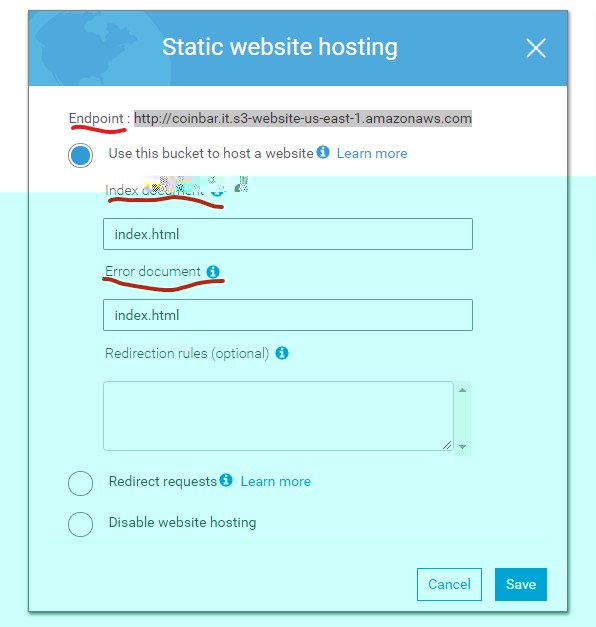 Static website hosting
Endpoint : http://coinbar.it.s3-website-us-east-1.amazonaws.com
Use this bucket to host a website Learn more
Index document
index.html
Error document
index.html
Redirection rules (optional)
Redirect requests Learn more
Disable website hosting
Cancel Save